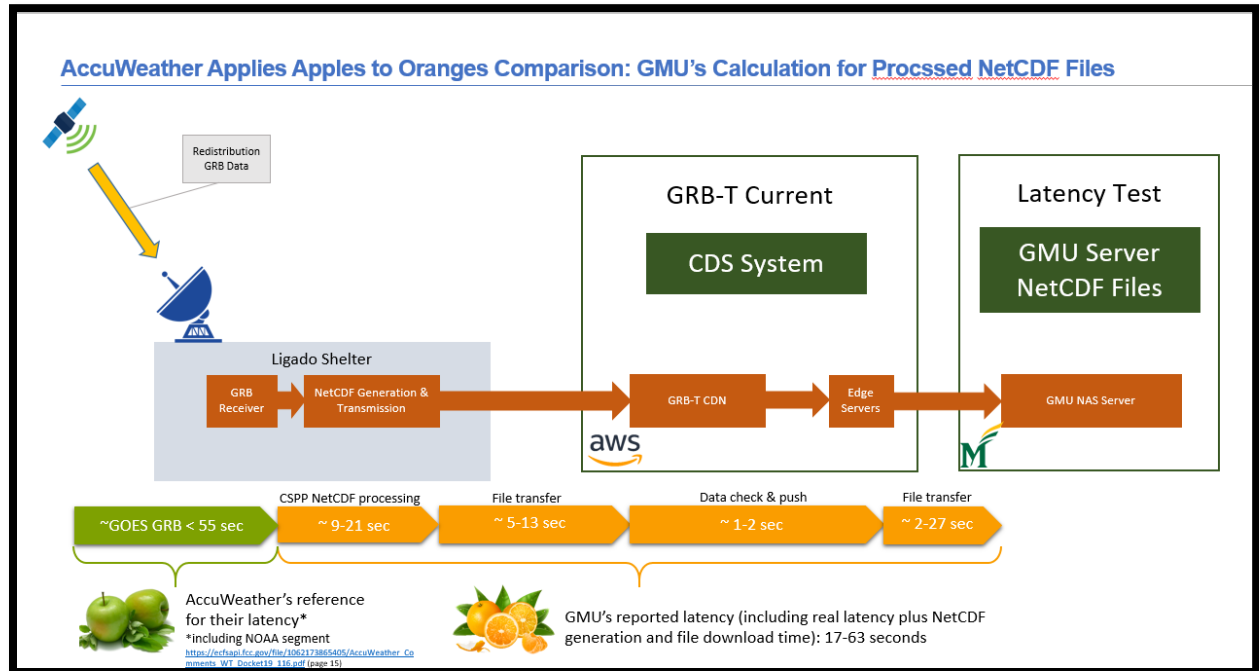 AccuWeather Applies Apples to Oranges Comparison: GMU's Calculation for Procssed NetCDF Files
Redistribution
GRB Data
GRB-T Current
CDS System
Latency Test
GMU Server
NetCDF Files
Ligado Shelter
GRB
Receiver
NetCDF Generation &
Transmission
GRB-T CDN
Edge
Servers
GMU NAS Server
aws
M
CSPP NetCDF processing
File transfer
Data check & push
File transfer
~GOES GRB < 55 sec
~ 9-21 sec
~ 5-13 sec
~ 1-2 sec
~ 2-27 sec
AccuWeather's reference
for their latency*
*including NOAA segment
https://ecfsapi.fcc.gov/file/1062173865405/AccuWeather_Co
mments_WT_Docket19_116.pdf (page 15)
GMU's reported latency (including real latency plus NetCDF
generation and file download time): 17-63 seconds